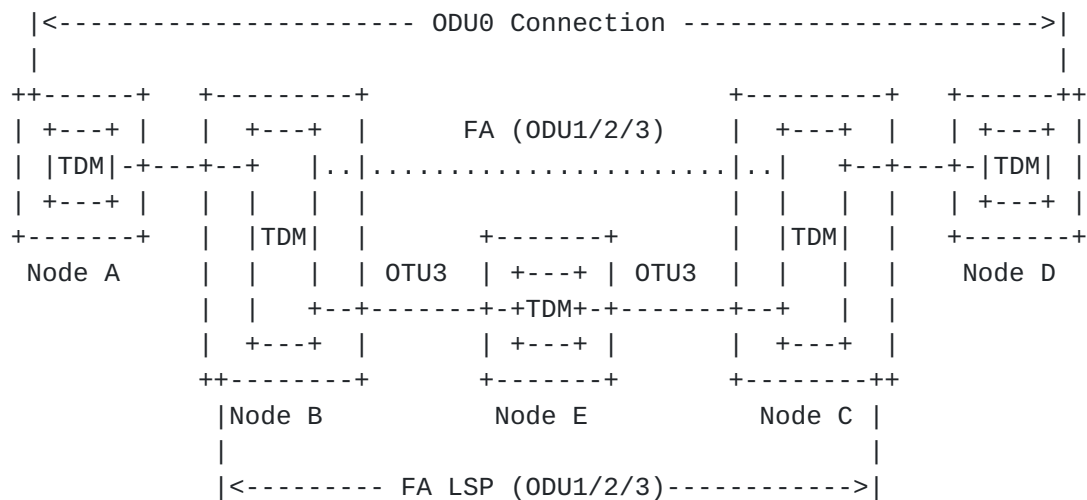 |<------------------------ ODU0 Connection ----------------------->|
|                                                                  |
++------+   +---------+                        +---------+   +------++
| +---+ |   |  +---+  |      FA (ODU1/2/3)     |  +---+  |   | +---+ |
| |TDM|-+---+--+   |..|.......................|..|   +--+---+-|TDM| |
| +---+ |   |  |   |  |                        |  |   |  |   | +---+ |
+-------+   |  |TDM|  |       +-------+        |  |TDM|  |   +-------+
Node A    |  |   |  | OTU3  | +---+ | OTU3  |  |   |  |    Node D
|  |   +--+-------+-+TDM+-+-------+--+   |  |
|  +---+  |       | +---+ |       |  +---+  |
++--------+       +-------+       +--------++
|Node B           Node E          Node C |
|                                        |
|<--------- FA LSP (ODU1/2/3)----------->|